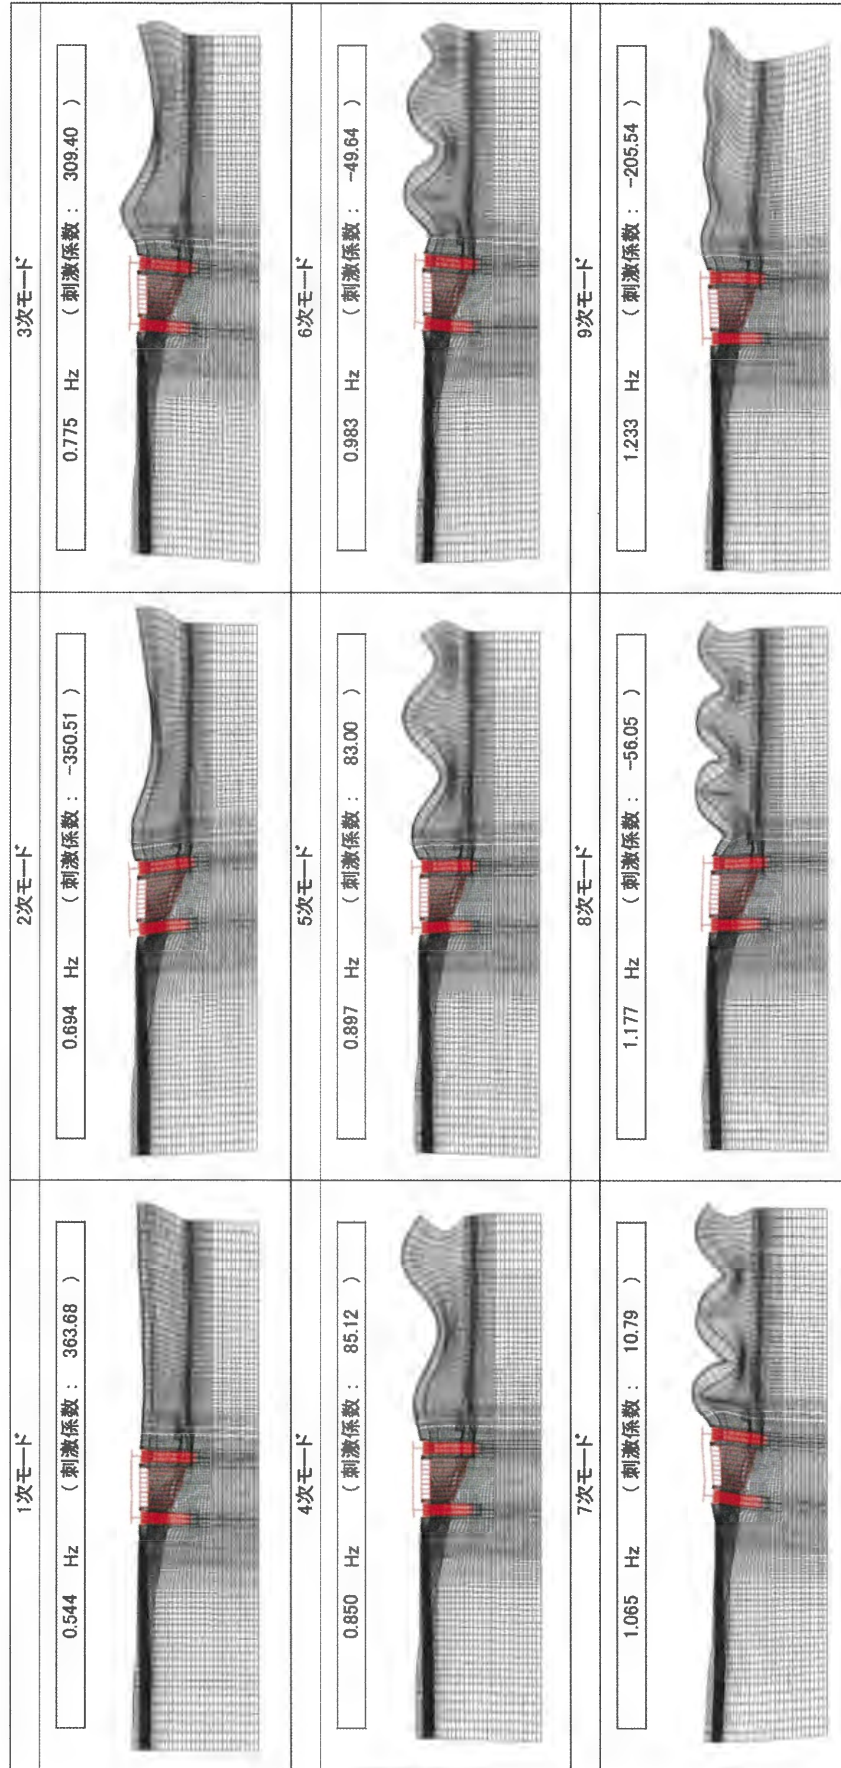 1次モード
0.544 Hz ( 刺激係数 : 363.68 )
2次モード
0.694 Hz ( 刺激係数 : -350.51 )
3次モード
0.775 Hz ( 刺激係数 : 309.40 )
4次モード
0.850 Hz ( 刺激係数 : 85.12 )
5次モード
0.897 Hz ( 刺激係数 : 83.00 )
6次モード
0.983 Hz ( 刺激係数 : -49.64 )
7次モード
1.065 Hz ( 刺激係数 : 10.79 )
8次モード
1.177 Hz ( 刺激係数 : -56.05 )
9次モード
1.233 Hz ( 刺激係数 : -205.54 )